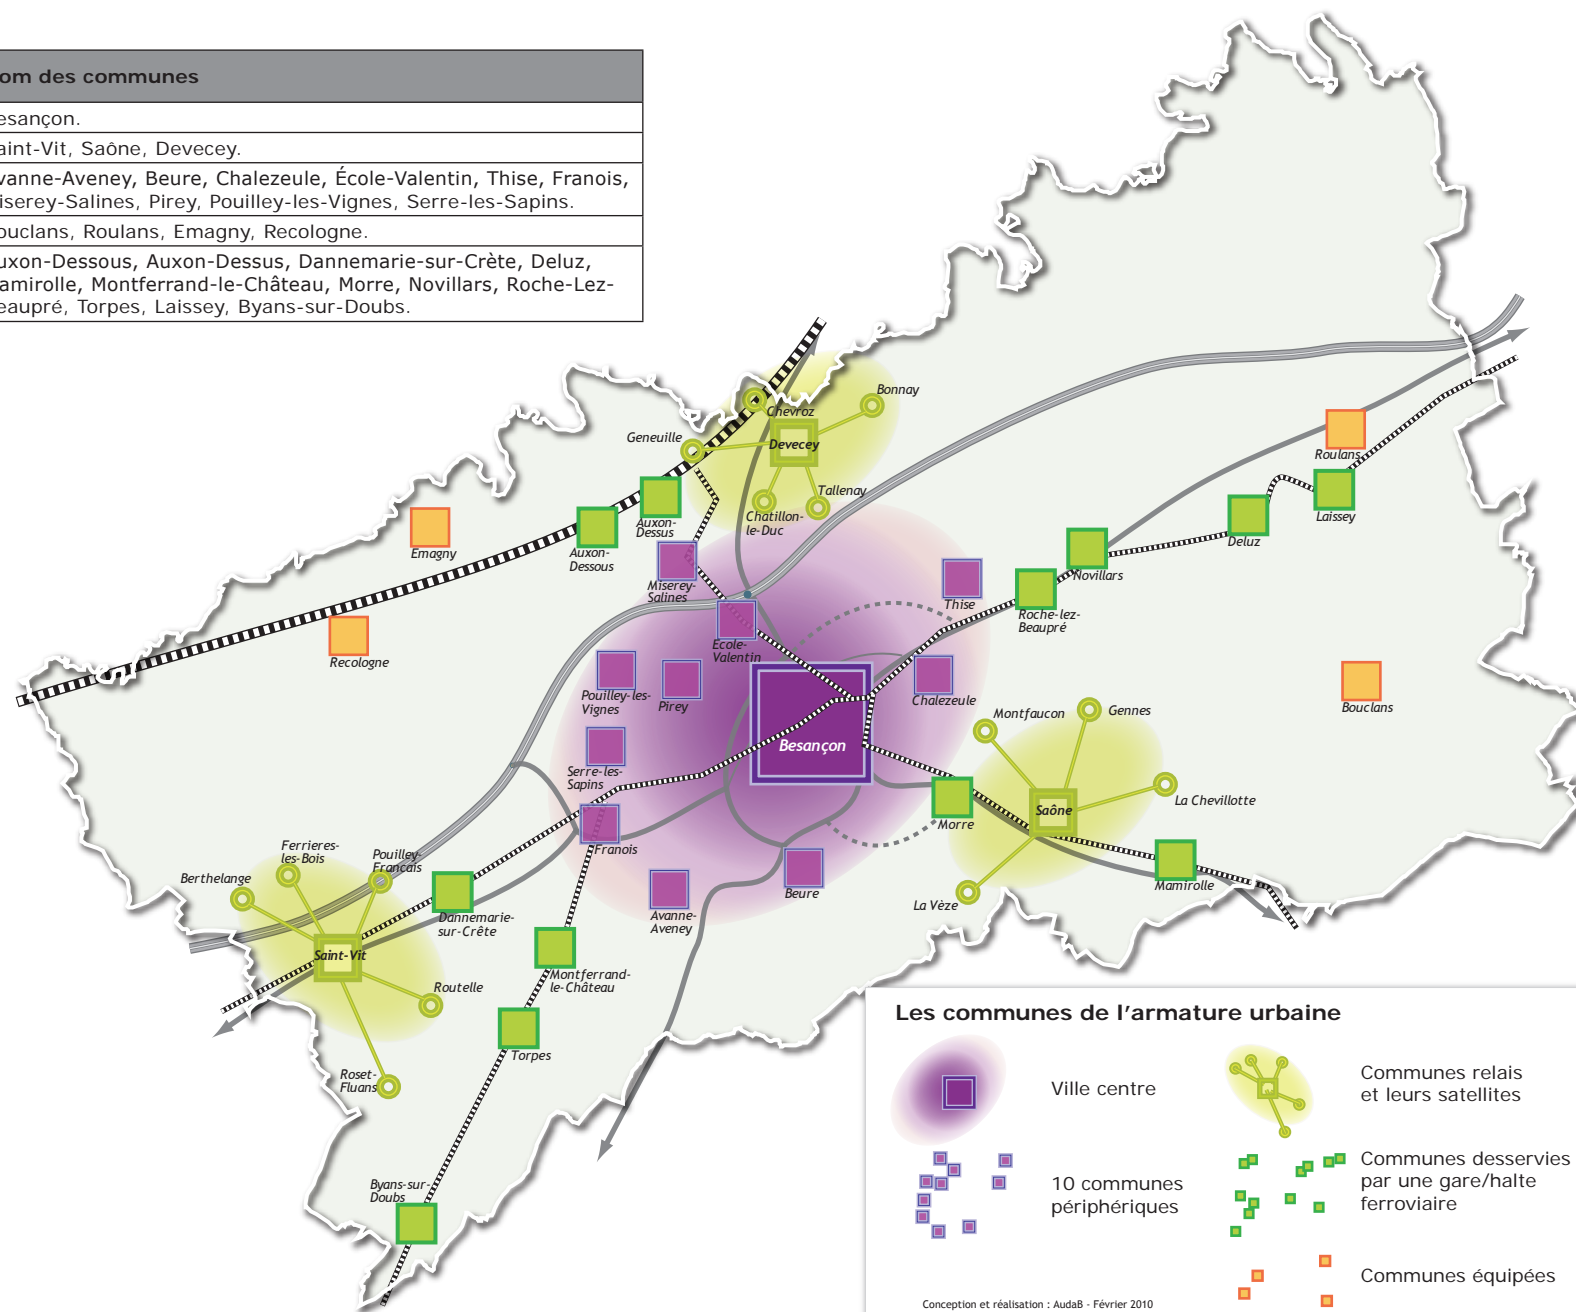 om des communes
esançon.
aint-Vit, Saône, Devecey.
vanne-Aveney, Beure, Chalezeule, École-Valentin, Thise, Franois,
iserey-Salines, Pirey, Pouilley-les-Vignes, Serre-les-Sapins.
ouclans, Roulans, Emagny, Recologne.
uxon-Dessous, Auxon-Dessus, Dannemarie-sur-Crète, Deluz,
amirolle, Montferrand-le-Château, Morre, Novillars, Roche-Lez-
eaupré, Torpes, Laissey, Byans-sur-Doubs.
Bonnay
Chevroz
Geneuille
Devecey
Tallenay
Chatillon-
le-Duc
Roulans
Laissey
Deluz
Auxon-
Dessus
Auxon-
Dessous
Emagny
Novillars
Miserey-
Salines
Thise
Roche-lez-
Beaupré
Recologne
Ecole-
Valentin
Pouilley-les-
Vignes
Pirey
Chalezeule
Montfaucon
Gennes
Bouclans
Besançon
Serre-les-
Sapins
La Chevillotte
Saône
Morre
Franois
Ferrieres-
les-Bois
Pouilley-
Francais
Berthelange
Mamirolle
Beure
La Vèze
Avanne-
Aveney
Dannemarie-
sur-Crête
Saint-Vit
Montferrand-
le-Château
Routelle
Torpes
Roset-
Fluans
Byans-sur-
Doubs
Les communes de l'armature urbaine
Ville centre
Communes relais
et leurs satellites
10 communes
périphériques
Communes desservies
par une gare/halte
ferroviaire
Communes équipées
Conception et réalisation : AudaB - Février 2010